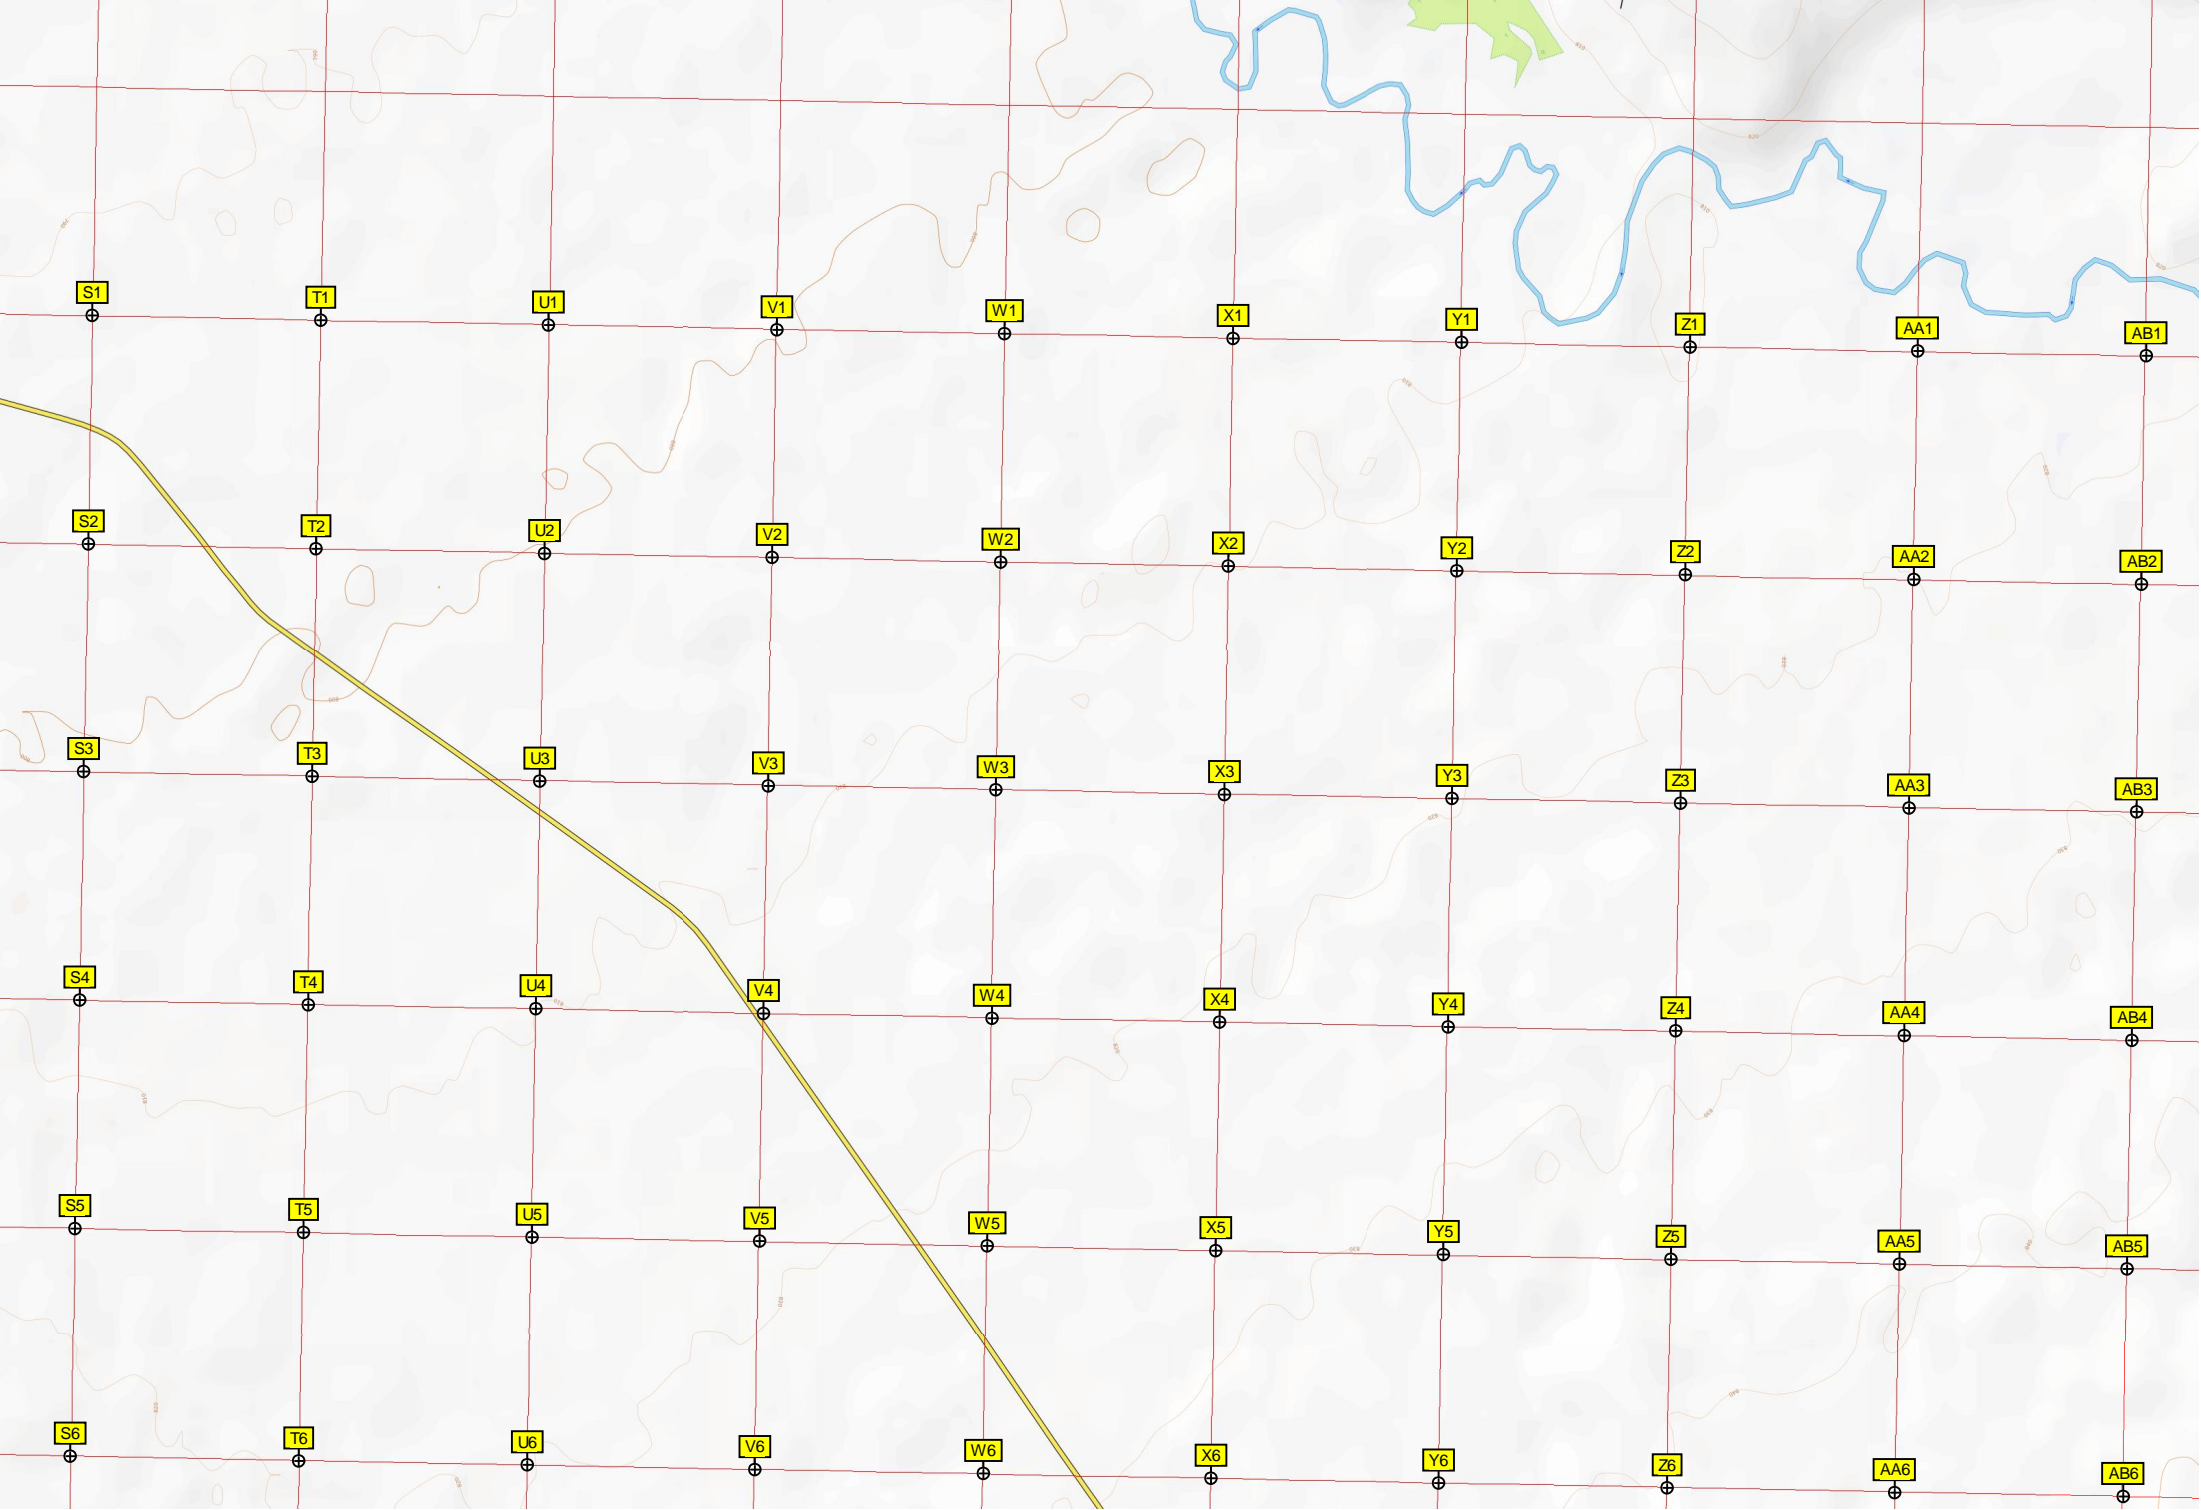 S1 T1 U1 V1 W1 X1 Y1 Z1 AA1 AB1
S2 T2 U2 V2 W2 X2 Y2 Z2 AA2 AB2
S3 T3 U3 V3 W3 X3 Y3 Z3 AA3 AB3
S4 T4 U4 V4 W4 X4 Y4 Z4 AA4 AB4
S5 T5 U5 V5 W5 X5 Y5 Z5 AA5 AB5
S6 T6 U6 V6 W6 X6 Y6 Z6 AA6 AB6